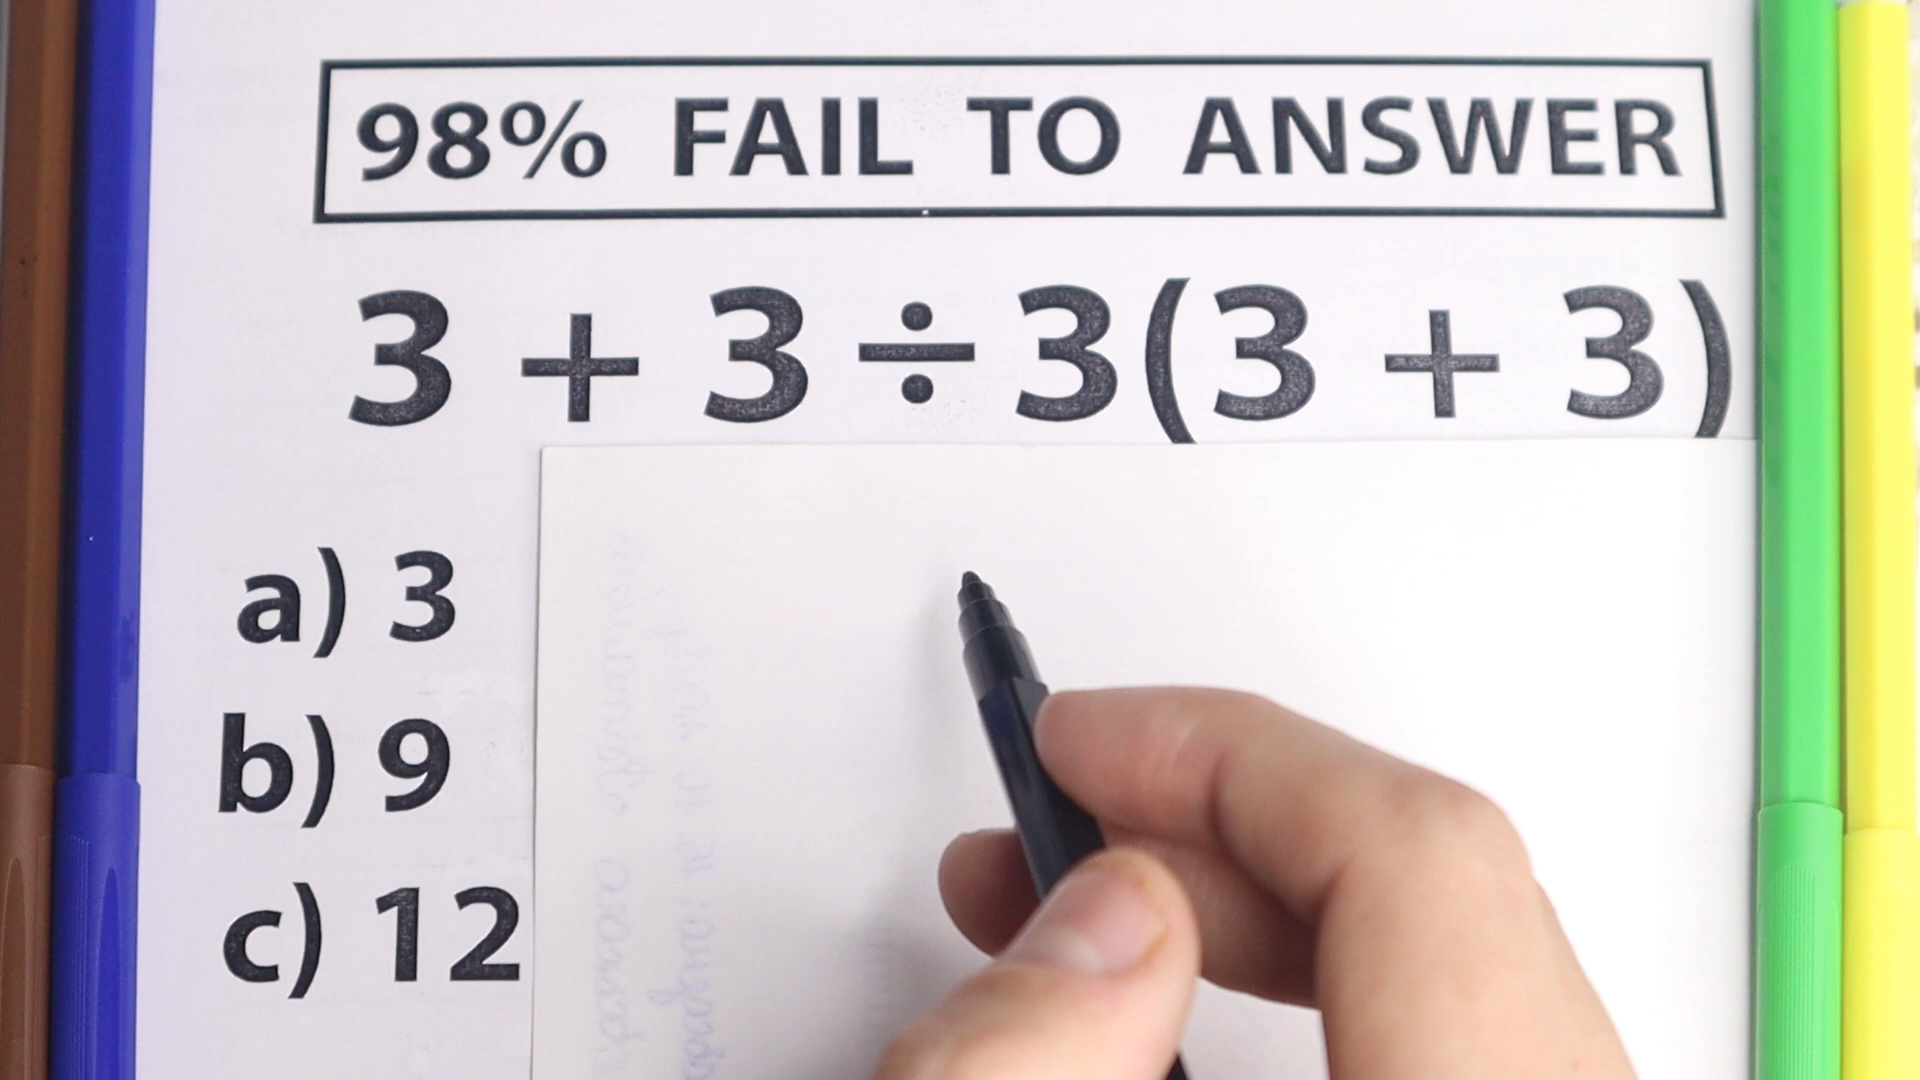 98% FAIL TO ANSWER
3 + 3 ÷ 3(3 + 3)
a) 3
b) 9
c) 12